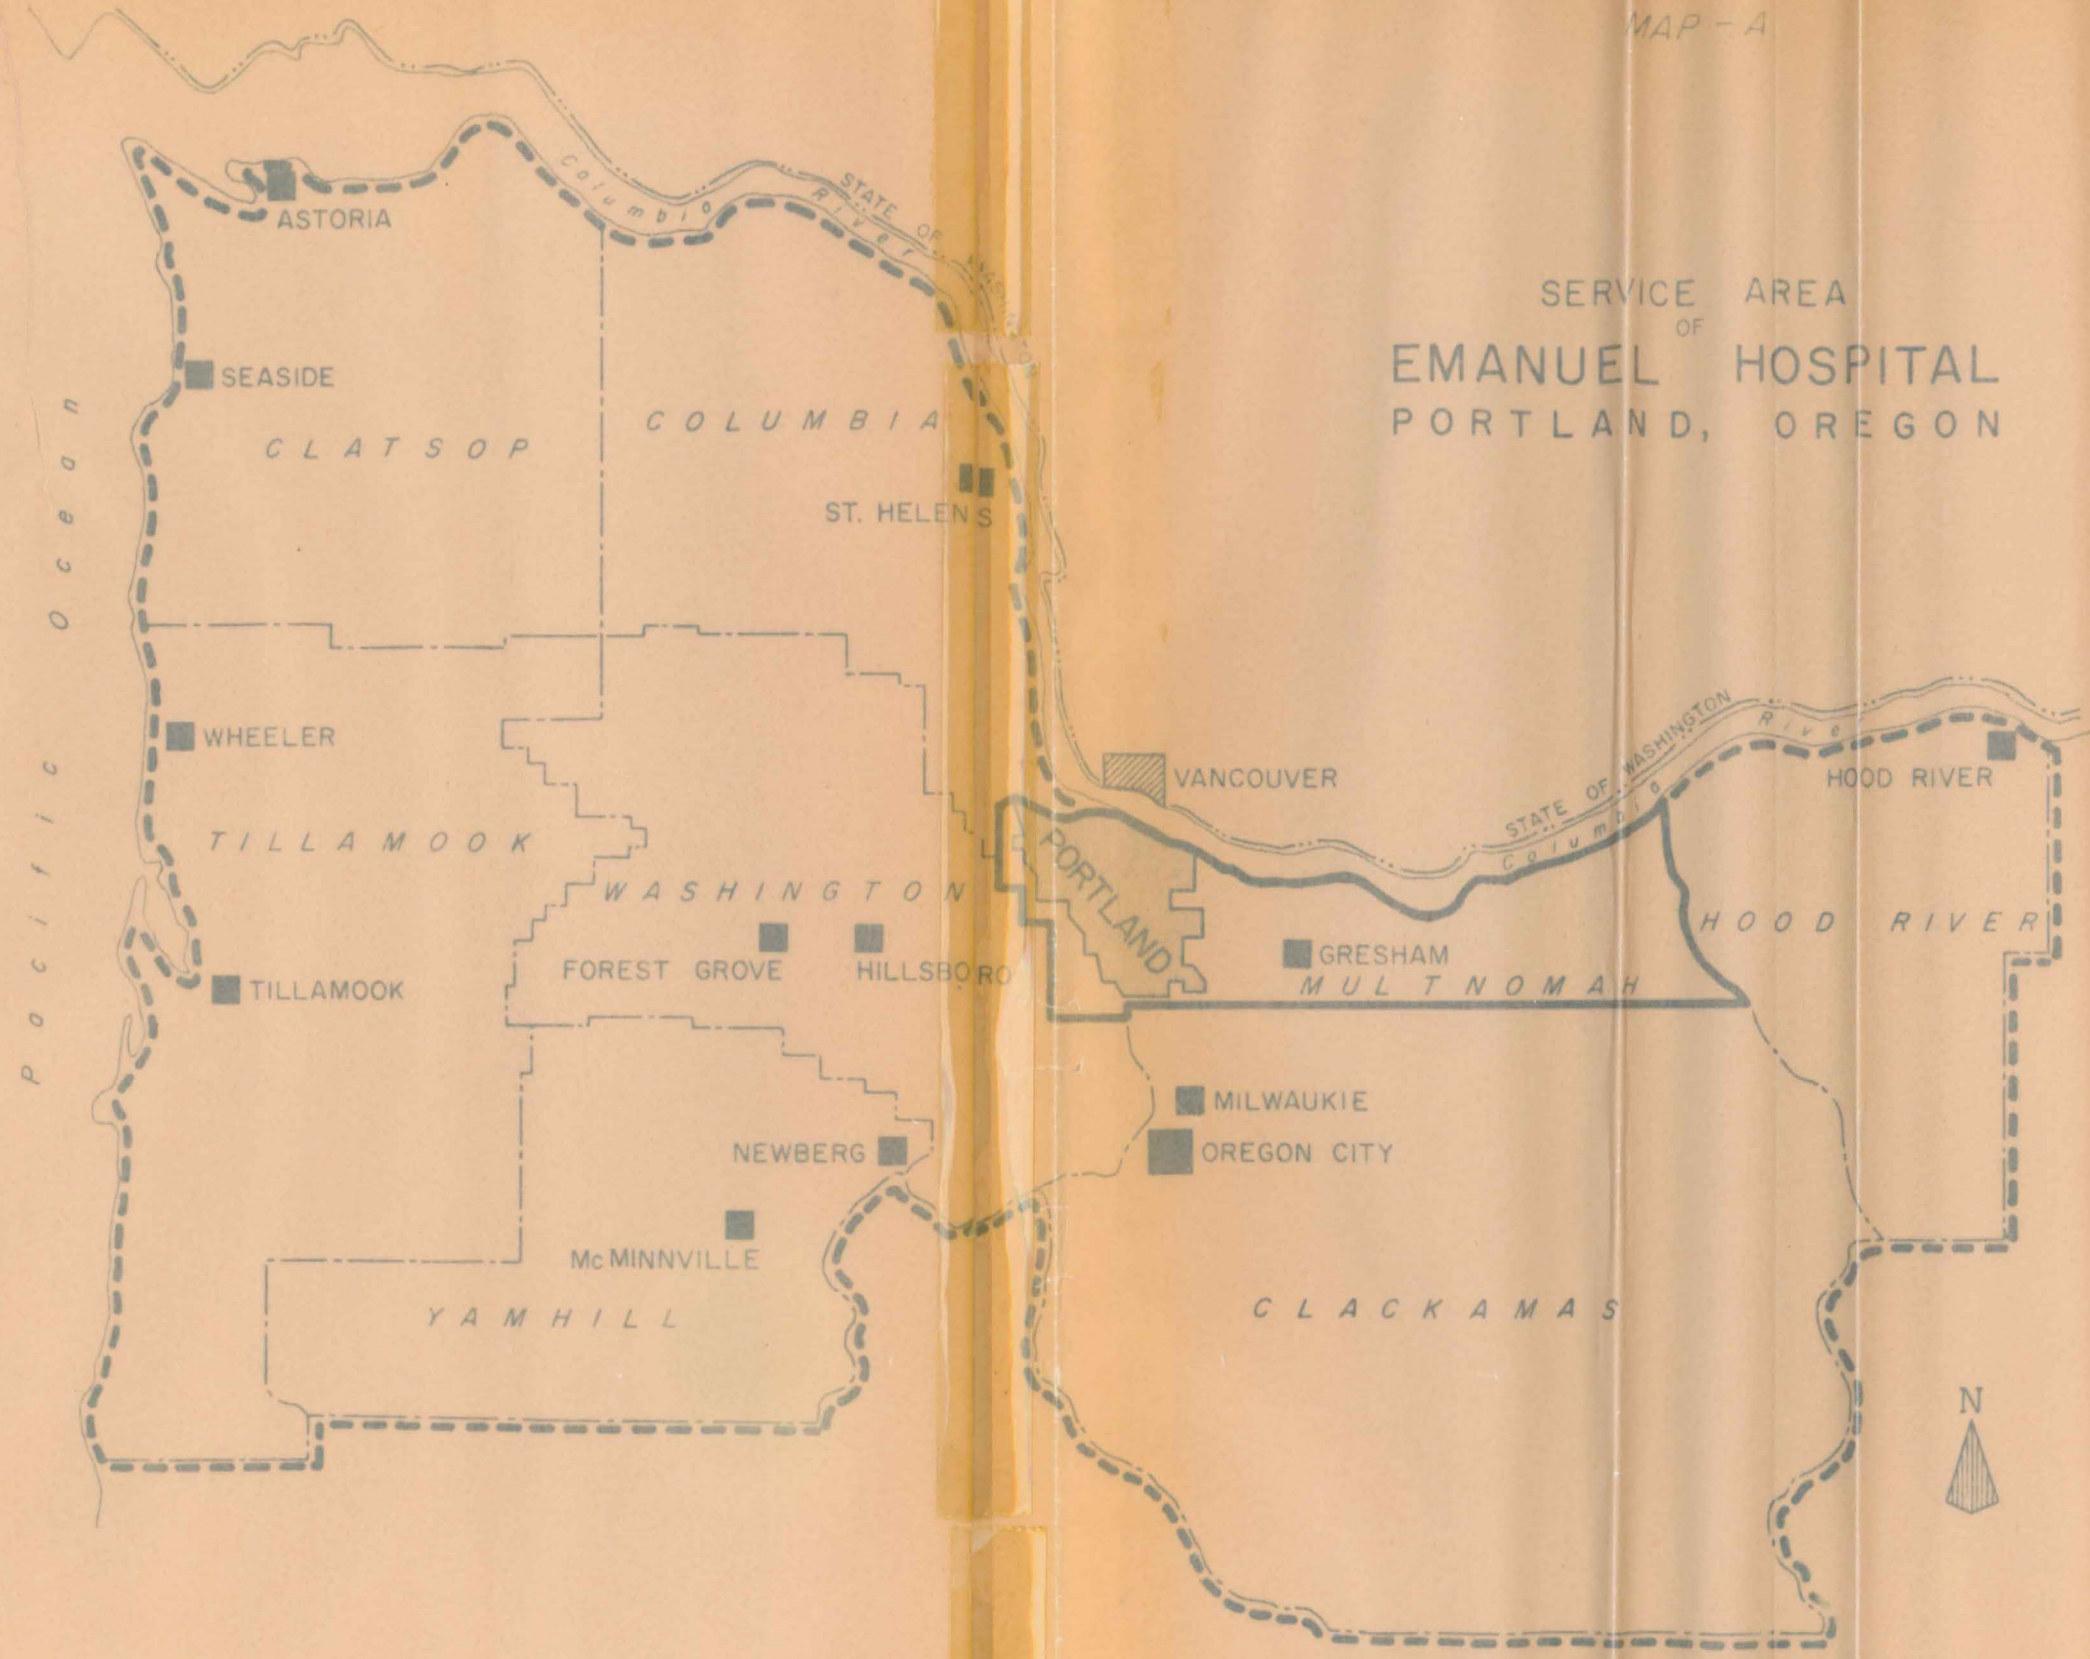 MAP - A
SERVICE AREA
OF
EMANUEL HOSPITAL
PORTLAND, OREGON
Columbia River
STATE OF WASHINGTON
ASTORIA
SEASIDE
CLATSOP
COLUMBIA
ST. HELENS
Pacific Ocean
WHEELER
TILLAMOOK
WASHINGTON
FOREST GROVE
HILLSBORO
TILLAMOOK
VANCOUVER
PORTLAND
STATE OF WASHINGTON
Columbia River
HOOD RIVER
HOOD RIVER
GRESHAM
MULTNOMAH
MILWAUKIE
OREGON CITY
NEWBERG
McMINNVILLE
YAMHILL
CLACKAMAS
N